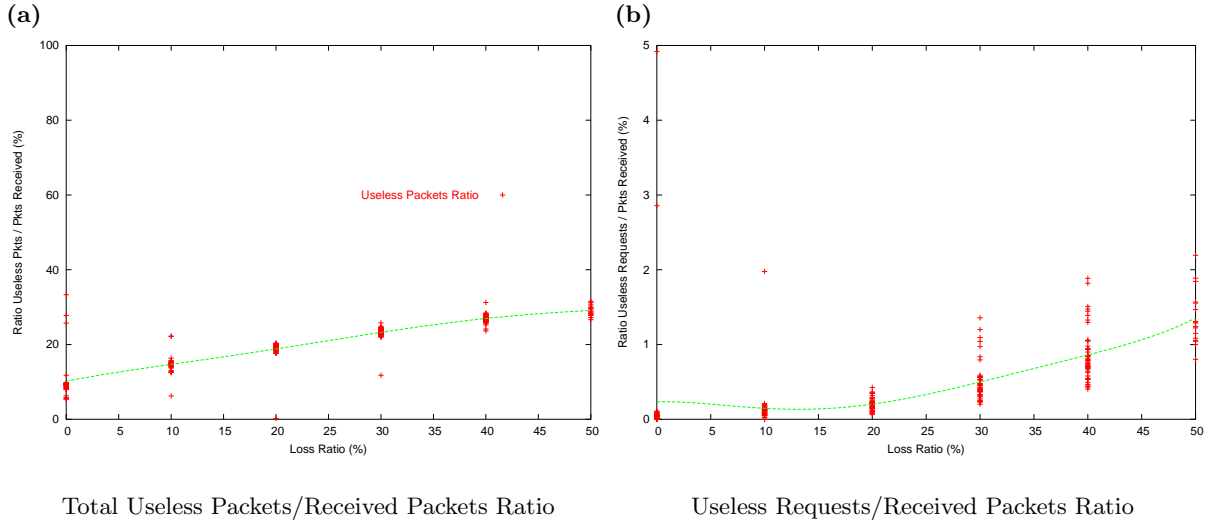 (a)
100
80
60
40
20
0
Ratio Useless Pkts / Pkts Received (%)
Useless Packets Ratio
0 5 10 15 20 25 30 35 40 45 50
Loss Ratio (%)
Total Useless Packets/Received Packets Ratio
(b)
5
4
3
2
1
0
Ratio Useless Requests / Pkts Received (%)
0 5 10 15 20 25 30 35 40 45 50
Loss Ratio (%)
Useless Requests/Received Packets Ratio